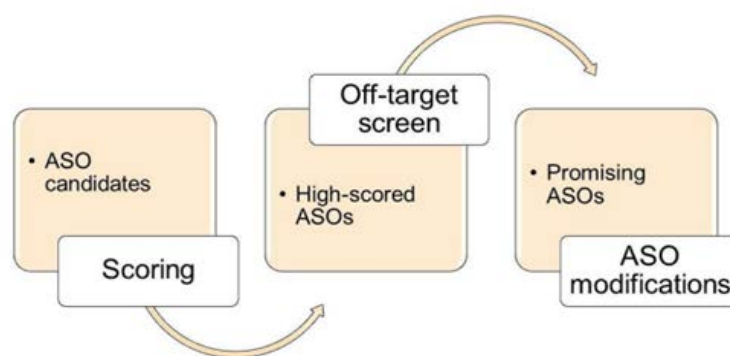 • ASO
candidates
Scoring
Off-target
screen
• High-scored
ASOs
• Promising
ASOs
ASO
modifications